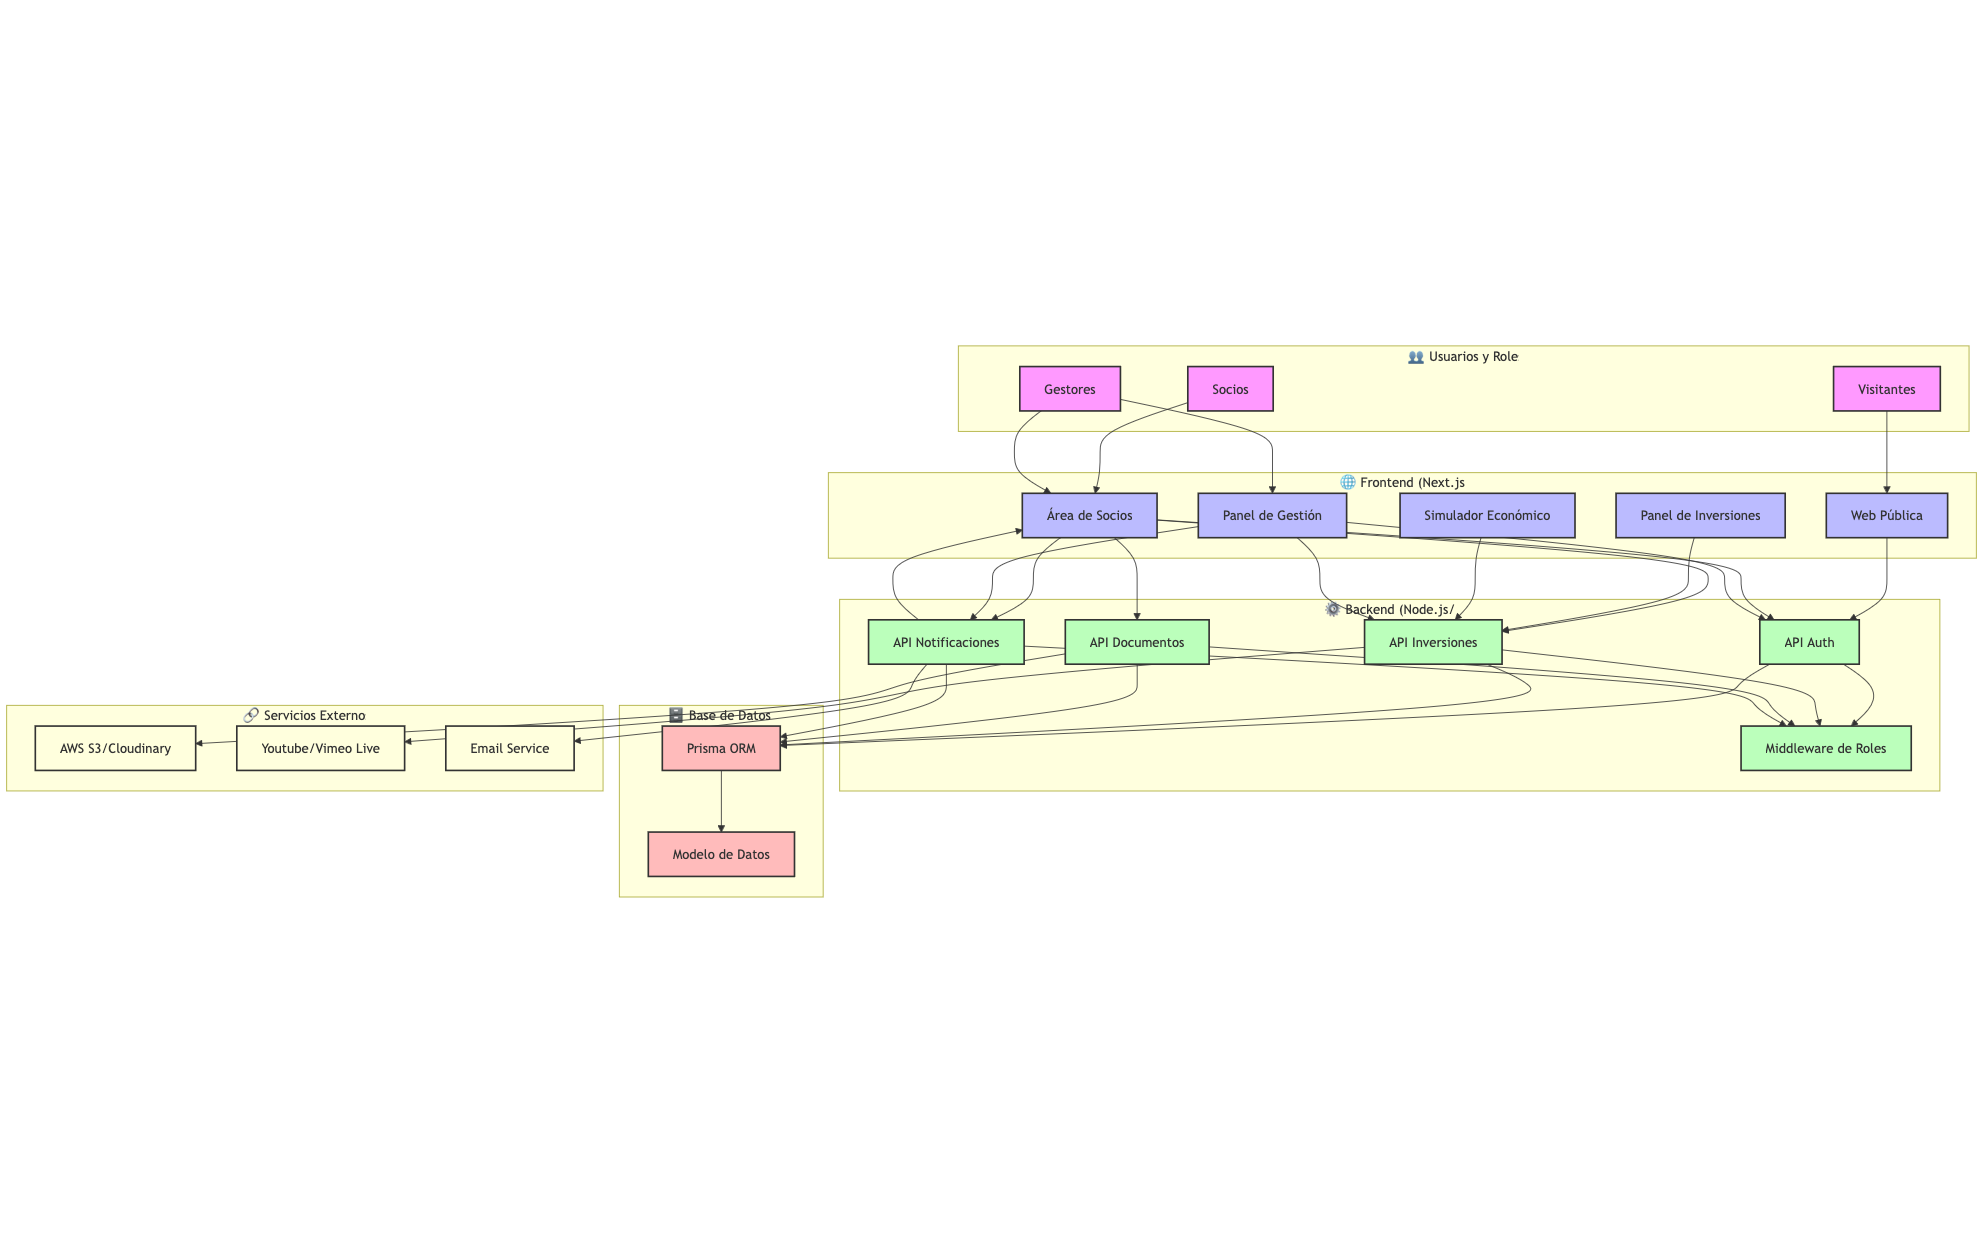 👥 Usuarios y Role
Gestores
Socios
Visitantes
🌐 Frontend (Next.js
Área de Socios
Panel de Gestión
Simulador Económico
Panel de Inversiones
Web Pública
⚙️ Backend (Node.js/
API Notificaciones
API Documentos
API Inversiones
API Auth
Middleware de Roles
🔗 Servicios Externo
AWS S3/Cloudinary
Youtube/Vimeo Live
Email Service
🗄️ Base de Datos
Prisma ORM
Modelo de Datos